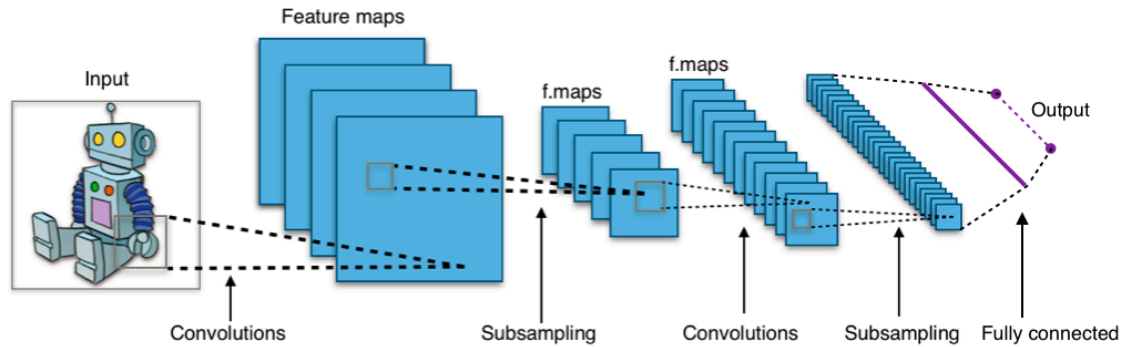 Feature maps
Input
f.maps
f.maps
Output
Convolutions
Subsampling
Convolutions
Subsampling
Fully connected